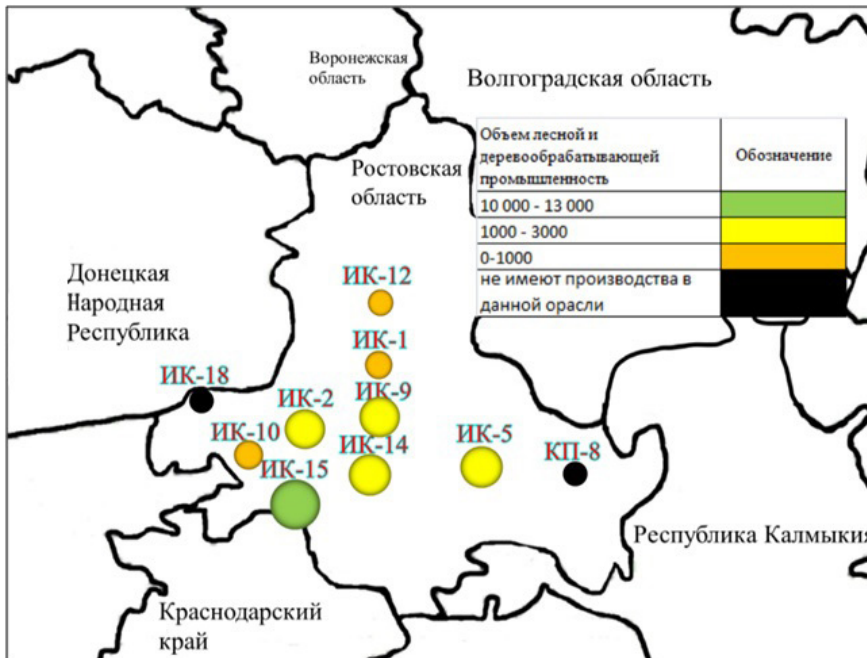 Воронежская
область
Волгоградская область
Объем лесной и
деревообрабатывающей
промышленность
Обозначение
10 000 - 13 000
1000 - 3000
0-1000
не имеют производства в
данной орасли
Ростовская
область
Донецкая
Народная
Республика
ИК-12
ИК-1
ИК-18
ИК-2
ИК-9
ИК-10
ИК-14
ИК-5
КП-8
ИК-15
Республика Калмыкия
Краснодарский
край